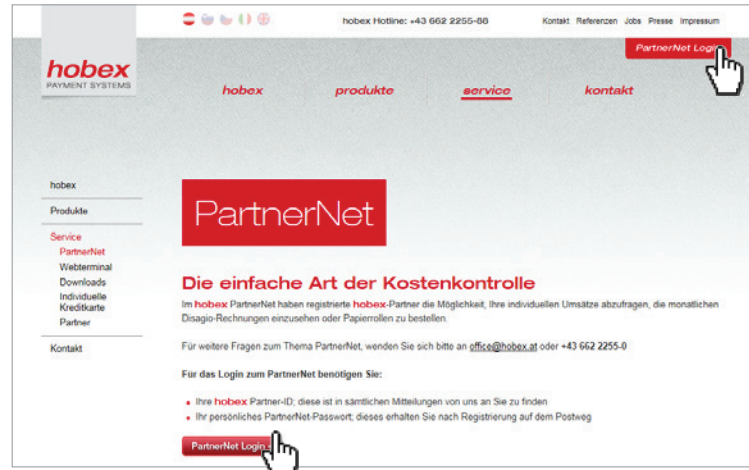 hobex Hotline: +43 662 2255-88
Kontakt Referenzen Jobs Presse Impressum
PartnerNet Login
hobex
PAYMENT SYSTEMS
hobex produkte service kontakt
hobex
Produkte
Service
PartnerNet
Webterminal
Downloads
Individuelle
Kreditkarte
Partner
Kontakt
PartnerNet
Die einfache Art der Kostenkontrolle
Im hobex PartnerNet haben registrierte hobex-Partner die Möglichkeit, Ihre individuellen Umsätze abzufragen, die monatlichen
Disagio-Rechnungen einzusehen oder Papierrollen zu bestellen.
Für weitere Fragen zum Thema PartnerNet, wenden Sie sich bitte an office@hobex.at oder +43 662 2255-0
Für das Login zum PartnerNet benötigen Sie:
• Ihre hobex Partner-ID; diese ist in sämtlichen Mitteilungen von uns an Sie zu finden
• Ihr persönliches PartnerNet-Passwort; dieses erhalten Sie nach Registrierung auf dem Postweg
PartnerNet Login